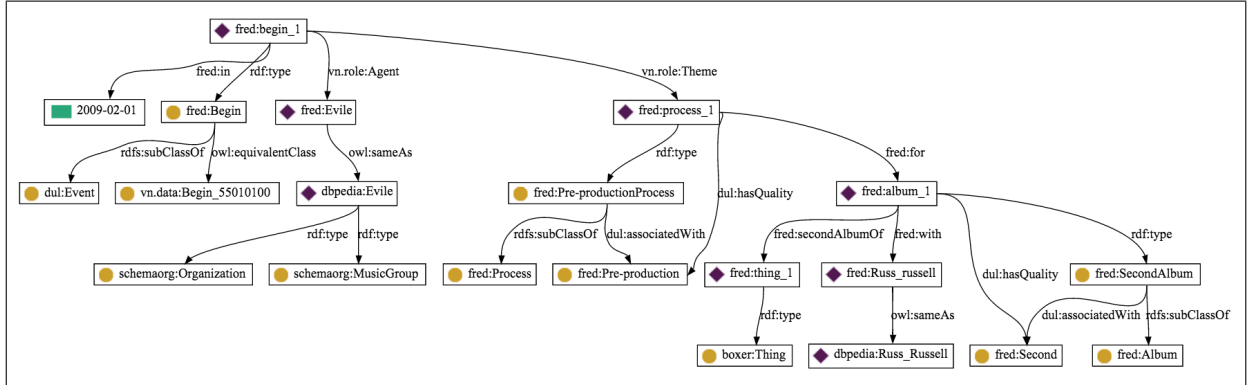 fred:begin_1
fred:in
rdf:type
vn.role:Agent
vn.role:Theme
2009-02-01
fred:Begin
fred:Evile
fred:process_1
rdfs:subClassOf
owl:equivalentClass
owl:sameAs
rdf:type
fred:for
dul:Event
vn.data:Begin_55010100
dbpedia:Evile
fred:Pre-productionProcess
dul:hasQuality
fred:album_1
rdf:type
rdf:type
rdfs:subClassOf
dul:associatedWith
fred:secondAlbumOf
fred:with
rdf:type
schemaorg:Organization
schemaorg:MusicGroup
fred:Process
fred:Pre-production
fred:thing_1
fred:Russ_russell
dul:hasQuality
fred:SecondAlbum
rdf:type
owl:sameAs
dul:associatedWith
rdfs:subClassOf
boxer:Thing
dbpedia:Russ_Russell
fred:Second
fred:Album